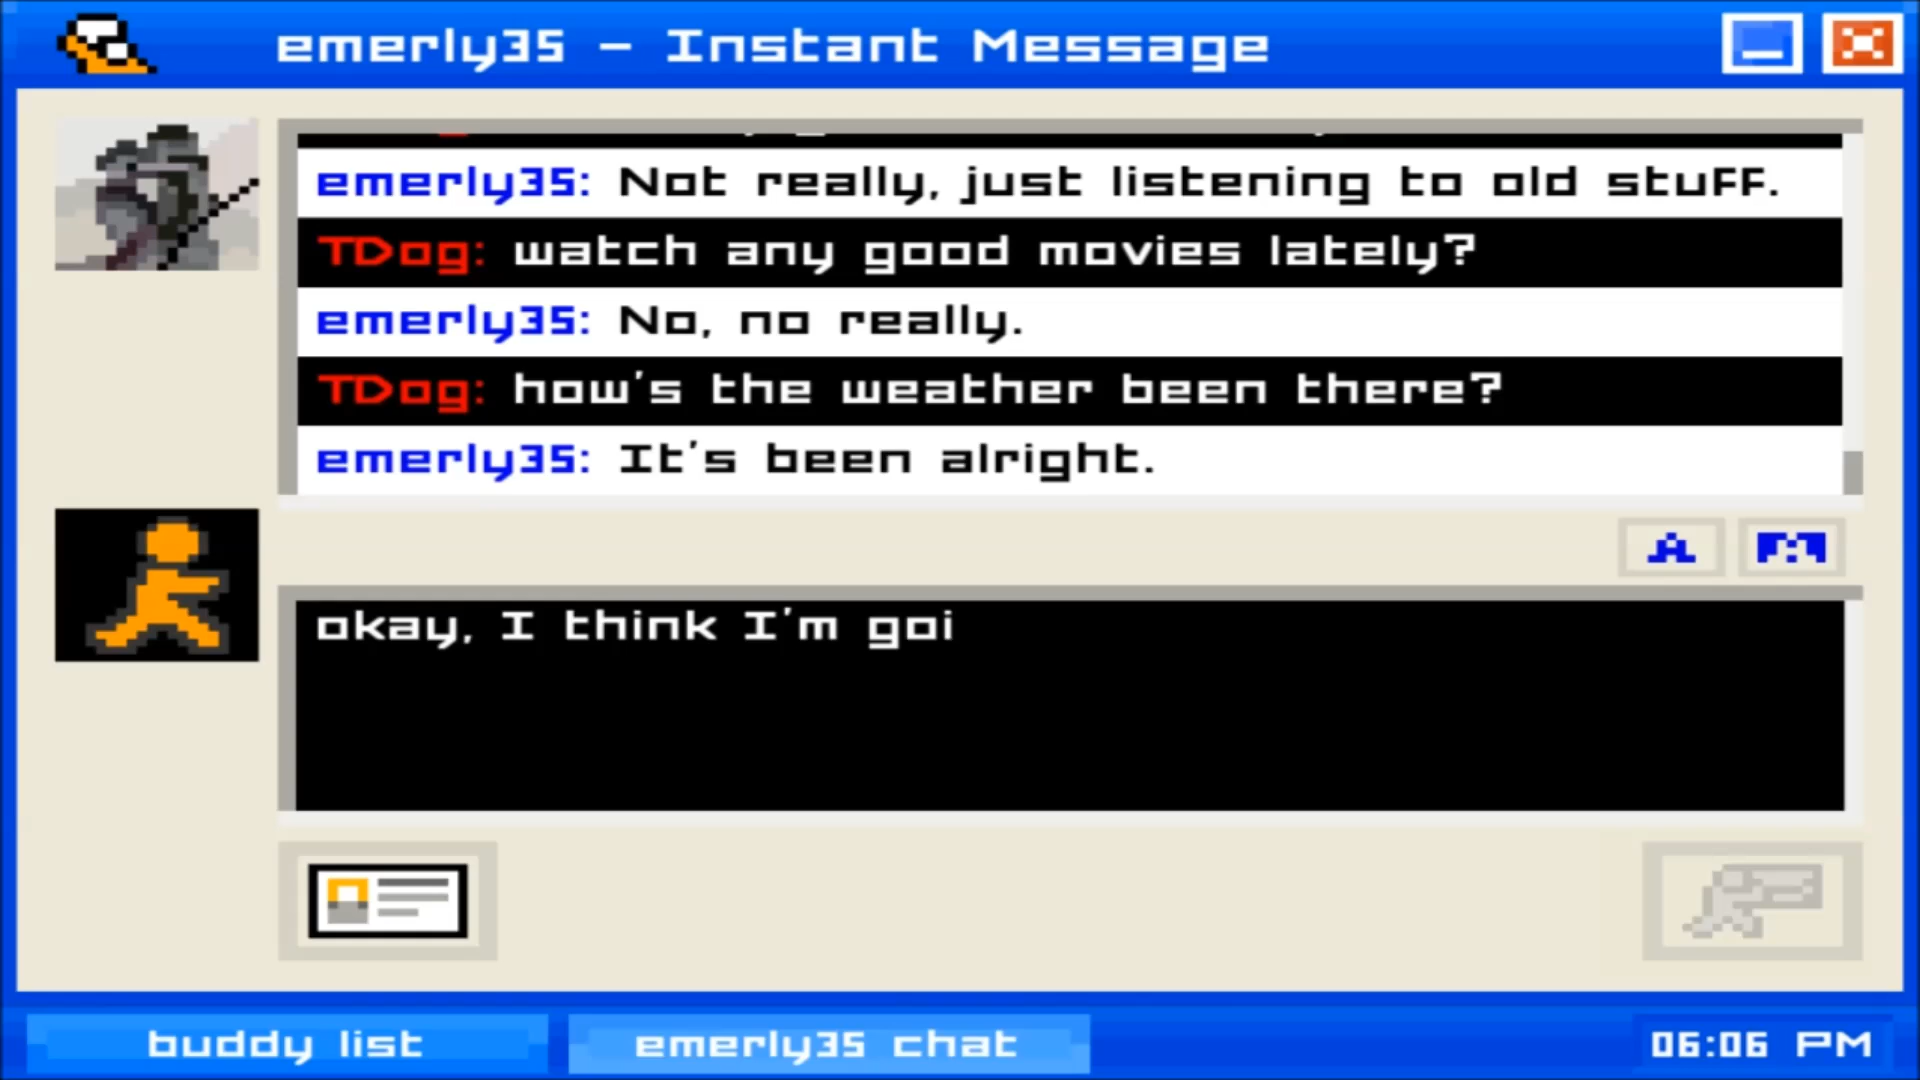 emerly35 - Instant Message
emerly35: Not really, just listening to old stuff.
TDog: watch any good movies lately?
emerly35: No, no really.
TDog: how's the weather been there?
emerly35: It's been alright.
A
okay, I think I'm goi
buddy list
emerly35 chat
06:06 PM